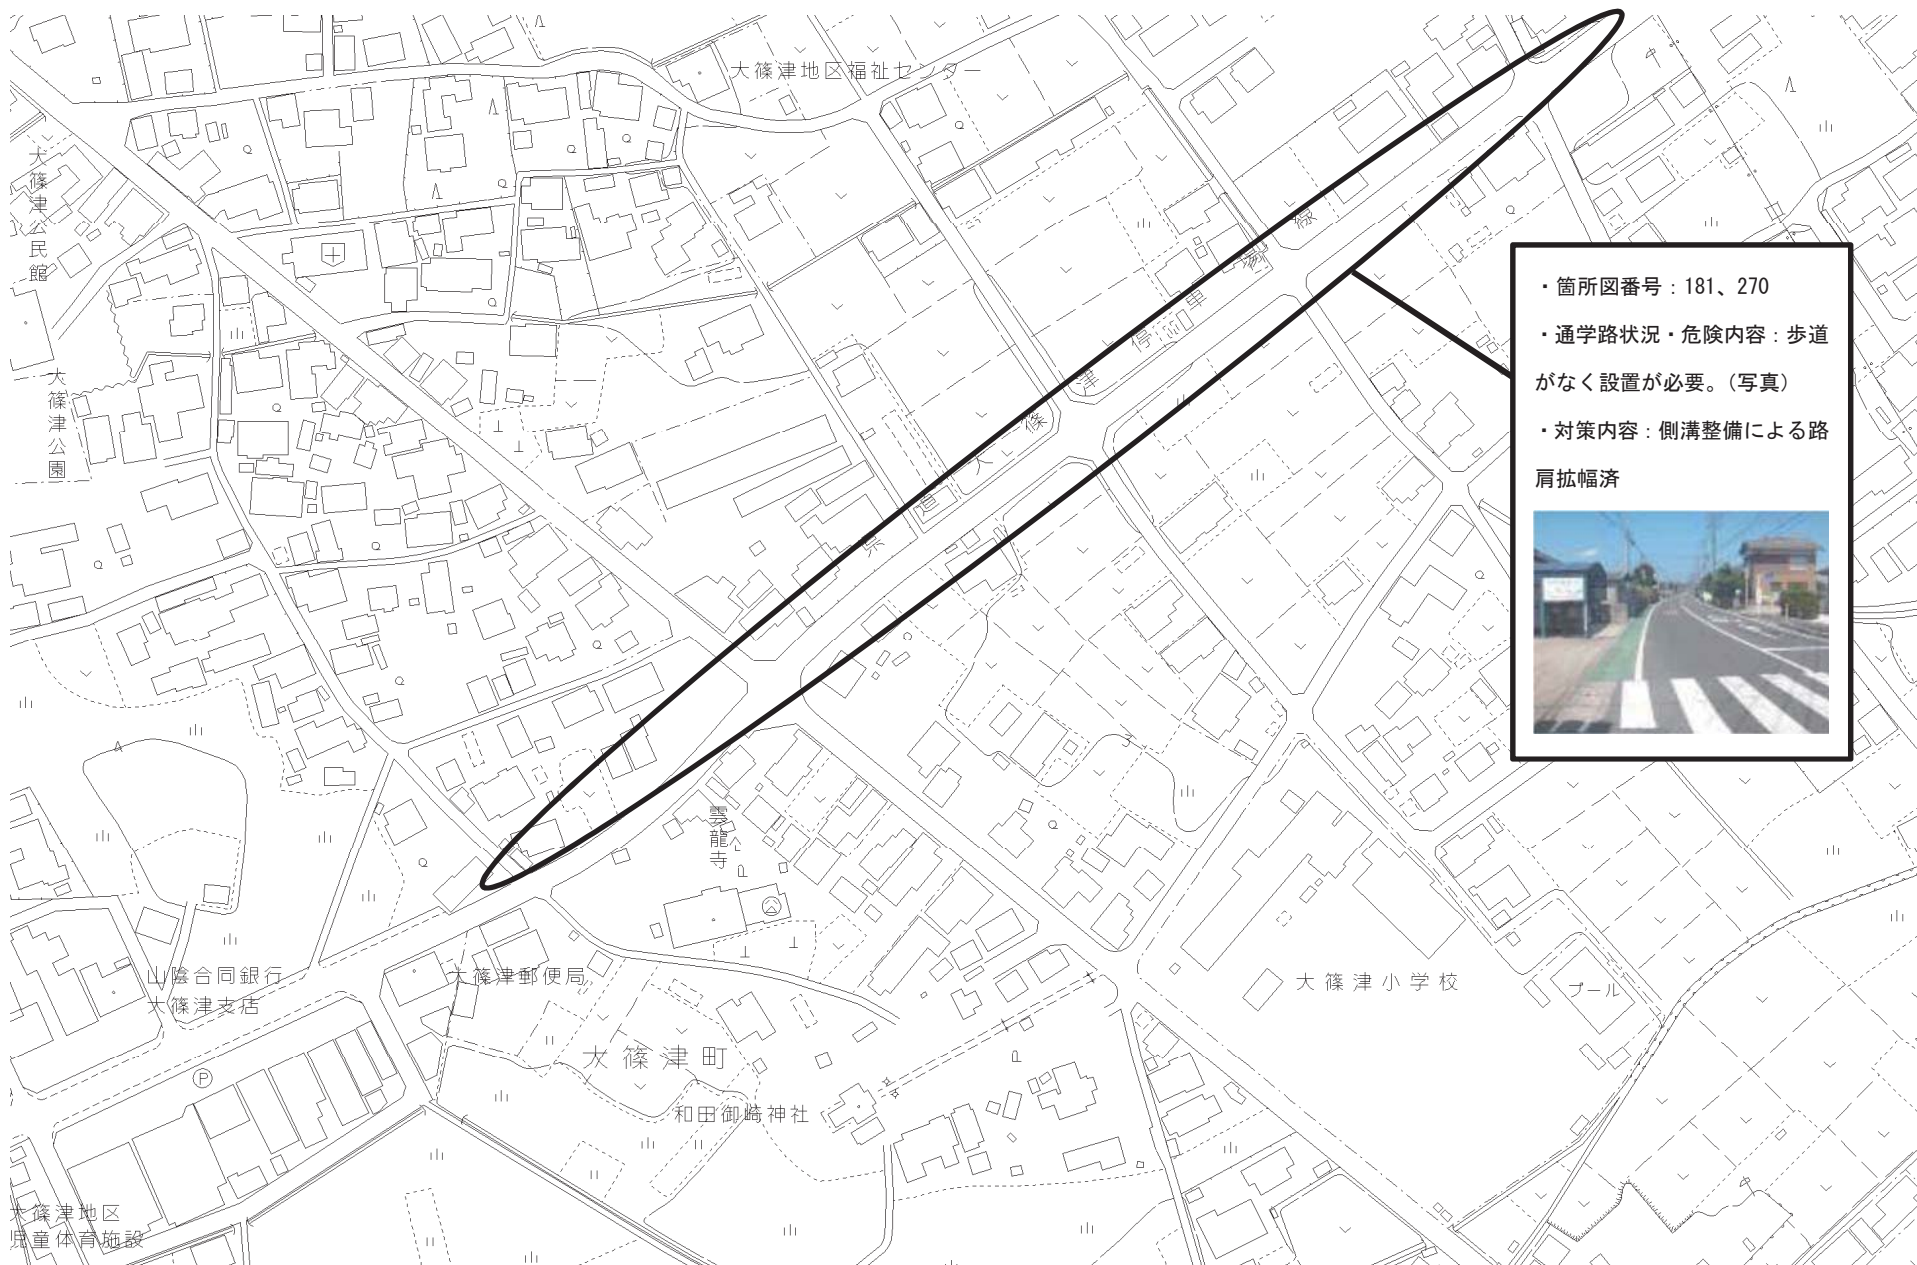 大篠津地区福祉センター
大篠津公民館
大篠津公園
県道大篠津停車場線
・箇所図番号：181、270
・通学路状況・危険内容：歩道
がなく設置が必要。（写真）
・対策内容：側溝整備による路
肩拡幅済
雲龍寺
山陰合同銀行
大篠津支店
大篠津郵便局
大篠津小学校
プール
大篠津町
P
和田御崎神社
大篠津地区
児童体育施設